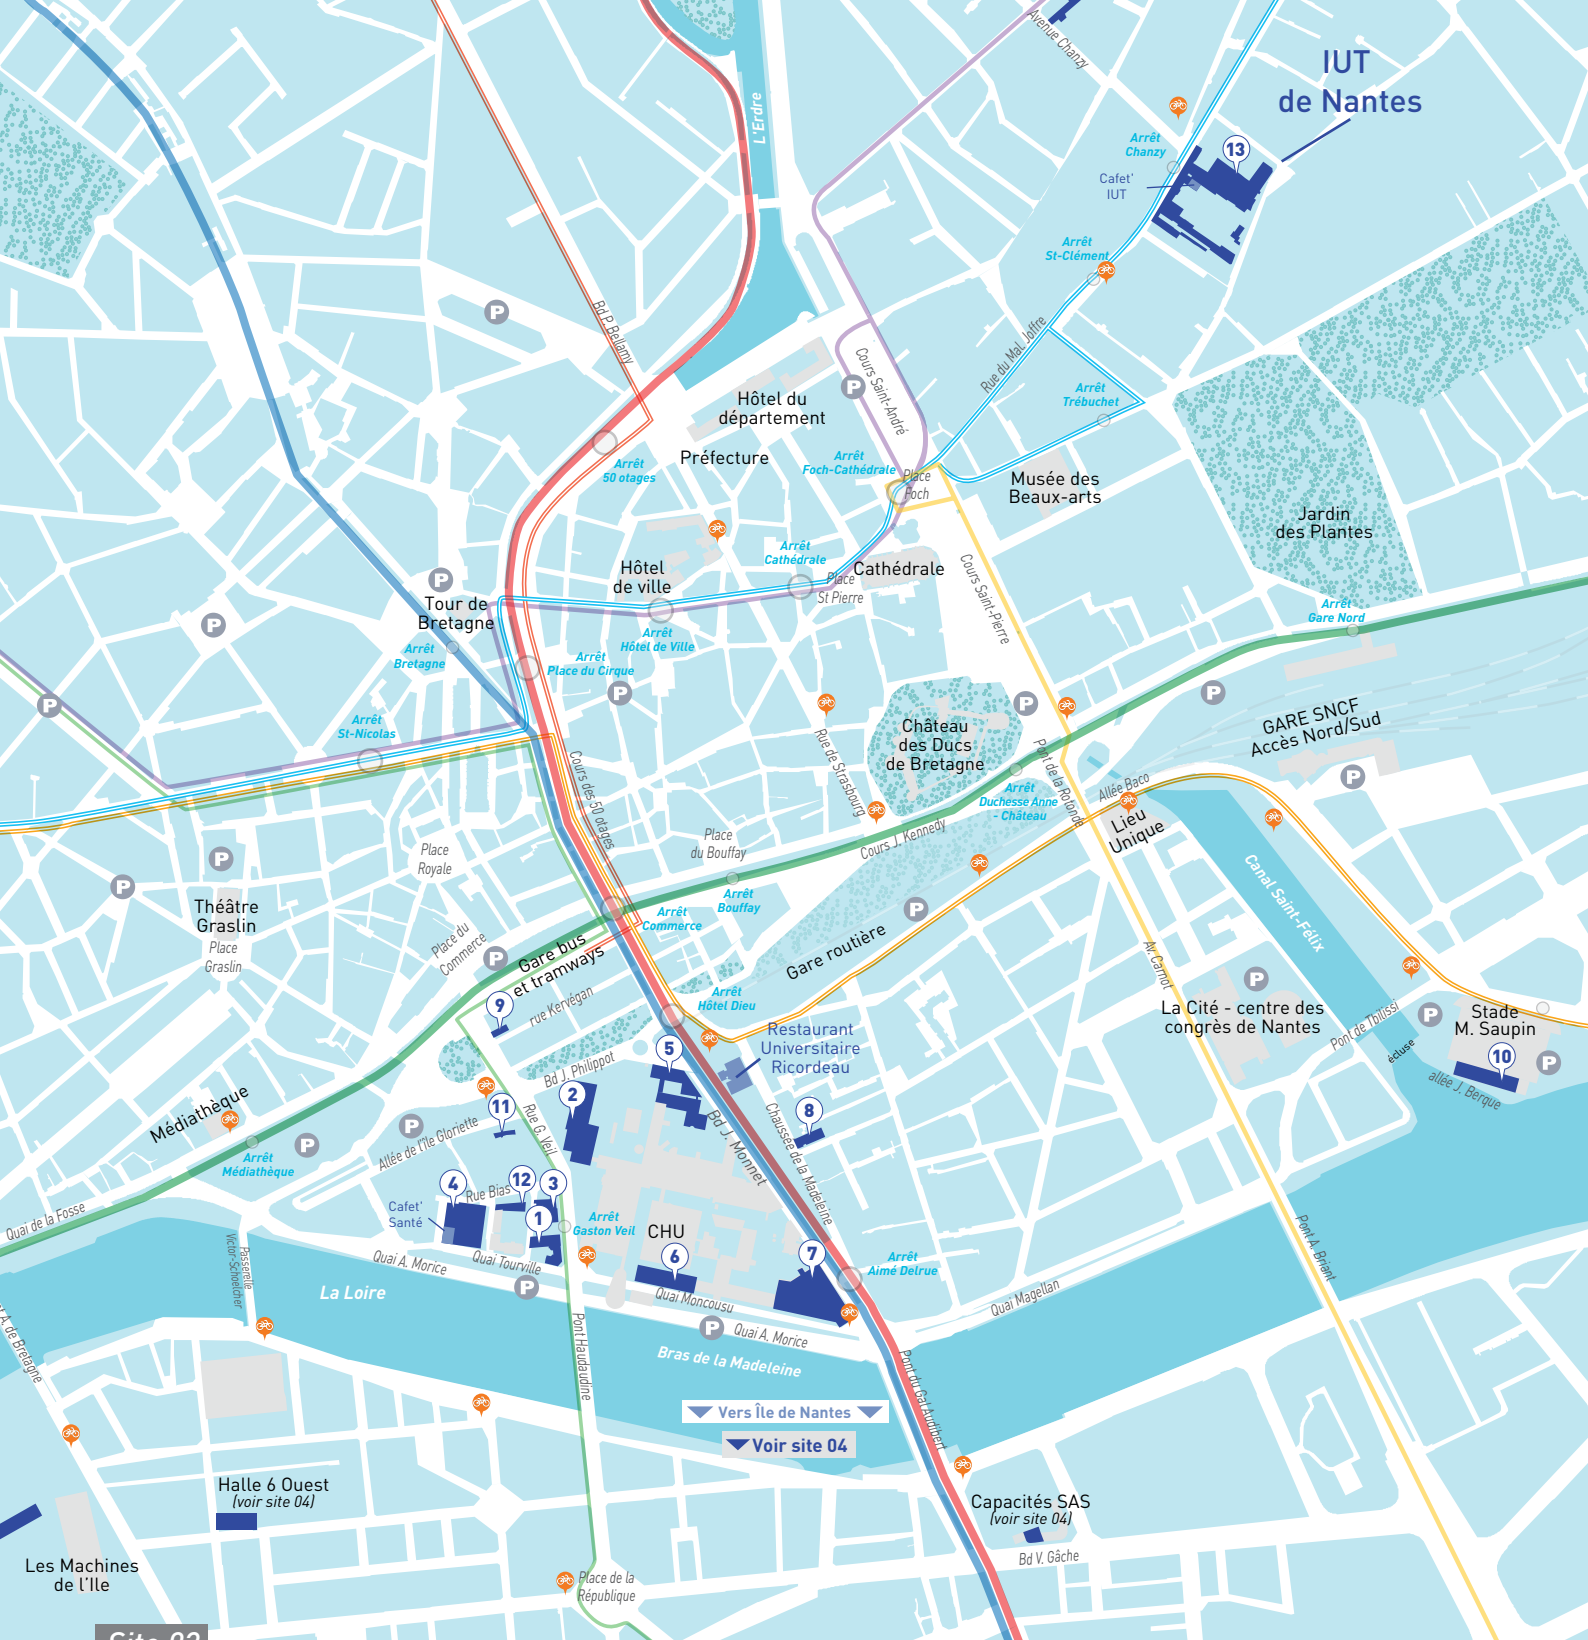 Avenue Chanzy
IUT
de Nantes
L'Erdre
Arrêt
Chanzy
13
Cafet'
IUT
Arrêt
St-Clément
Bd P. Bellamy
P
Cours Saint-André
P
Rue du Mal. Joffre
Arrêt
Trébuchet
Hôtel du
département
Préfecture
Arrêt
50 otages
Arrêt
Foch-Cathédrale
Place
Foch
Musée des
Beaux-arts
Jardin
des Plantes
Arrêt
Cathédrale
Place
St Pierre
Cathédrale
Cours Saint-Pierre
Hôtel
de ville
P
Tour de
Bretagne
P
Arrêt
Gare Nord
Arrêt
Hôtel de Ville
Arrêt
Bretagne
Arrêt
Place du Cirque
P
P
P
P
Arrêt
St-Nicolas
GARE SNCF
Accès Nord/Sud
P
Château
des Ducs
de Bretagne
Rue de Strasbourg
Pont de la Rotonde
Arrêt
Duchesse Anne
- Château
Allée Baco
Lieu
Unique
Cours des 50 otages
Place
du Bouffay
Cours J. Kennedy
Place
Royale
P
P
Canal Saint-Félix
Théâtre
Graslin
Place
Graslin
Arrêt
Bouffay
Arrêt
Commerce
P
Place du
Commerce
P
Gare bus
et tramways
Gare routière
Av. Carnot
P
La Cité - centre des
congrès de Nantes
Arrêt
Hôtel Dieu
rue Kervégan
9
Pont de Tbilissi
P
Stade
M. Saupin
écluse
10
P
allée J. Berque
Restaurant
Universitaire
Ricordeau
5
Bd J. Philippot
2
Médiathèque
11
P
P
Rue G. Veil
Allée de l'île Gloriette
Bd J. Monnet
8
Chaussée de la Madeleine
Arrêt
Médiathèque
4
Rue Bias
12
3
Cafet'
Santé
1
Arrêt
Gaston Veil
Quai de la Fosse
CHU
6
7
Arrêt
Aimé Delrue
Pont A. Briant
Passerelle
Victor-Schoelcher
Quai A. Morice
Quai Tourville
P
La Loire
Quai Moncousu
Quai Magellan
P
Quai A. Morice
Pont Haudaudine
Bras de la Madeleine
Pont du Gal Audibert
A. de Bretagne
Vers Île de Nantes
Voir site 04
Halle 6 Ouest
(voir site 04)
Capacités SAS
(voir site 04)
Bd V. Gâche
Les Machines
de l'Ile
Place de la
République
Site 02